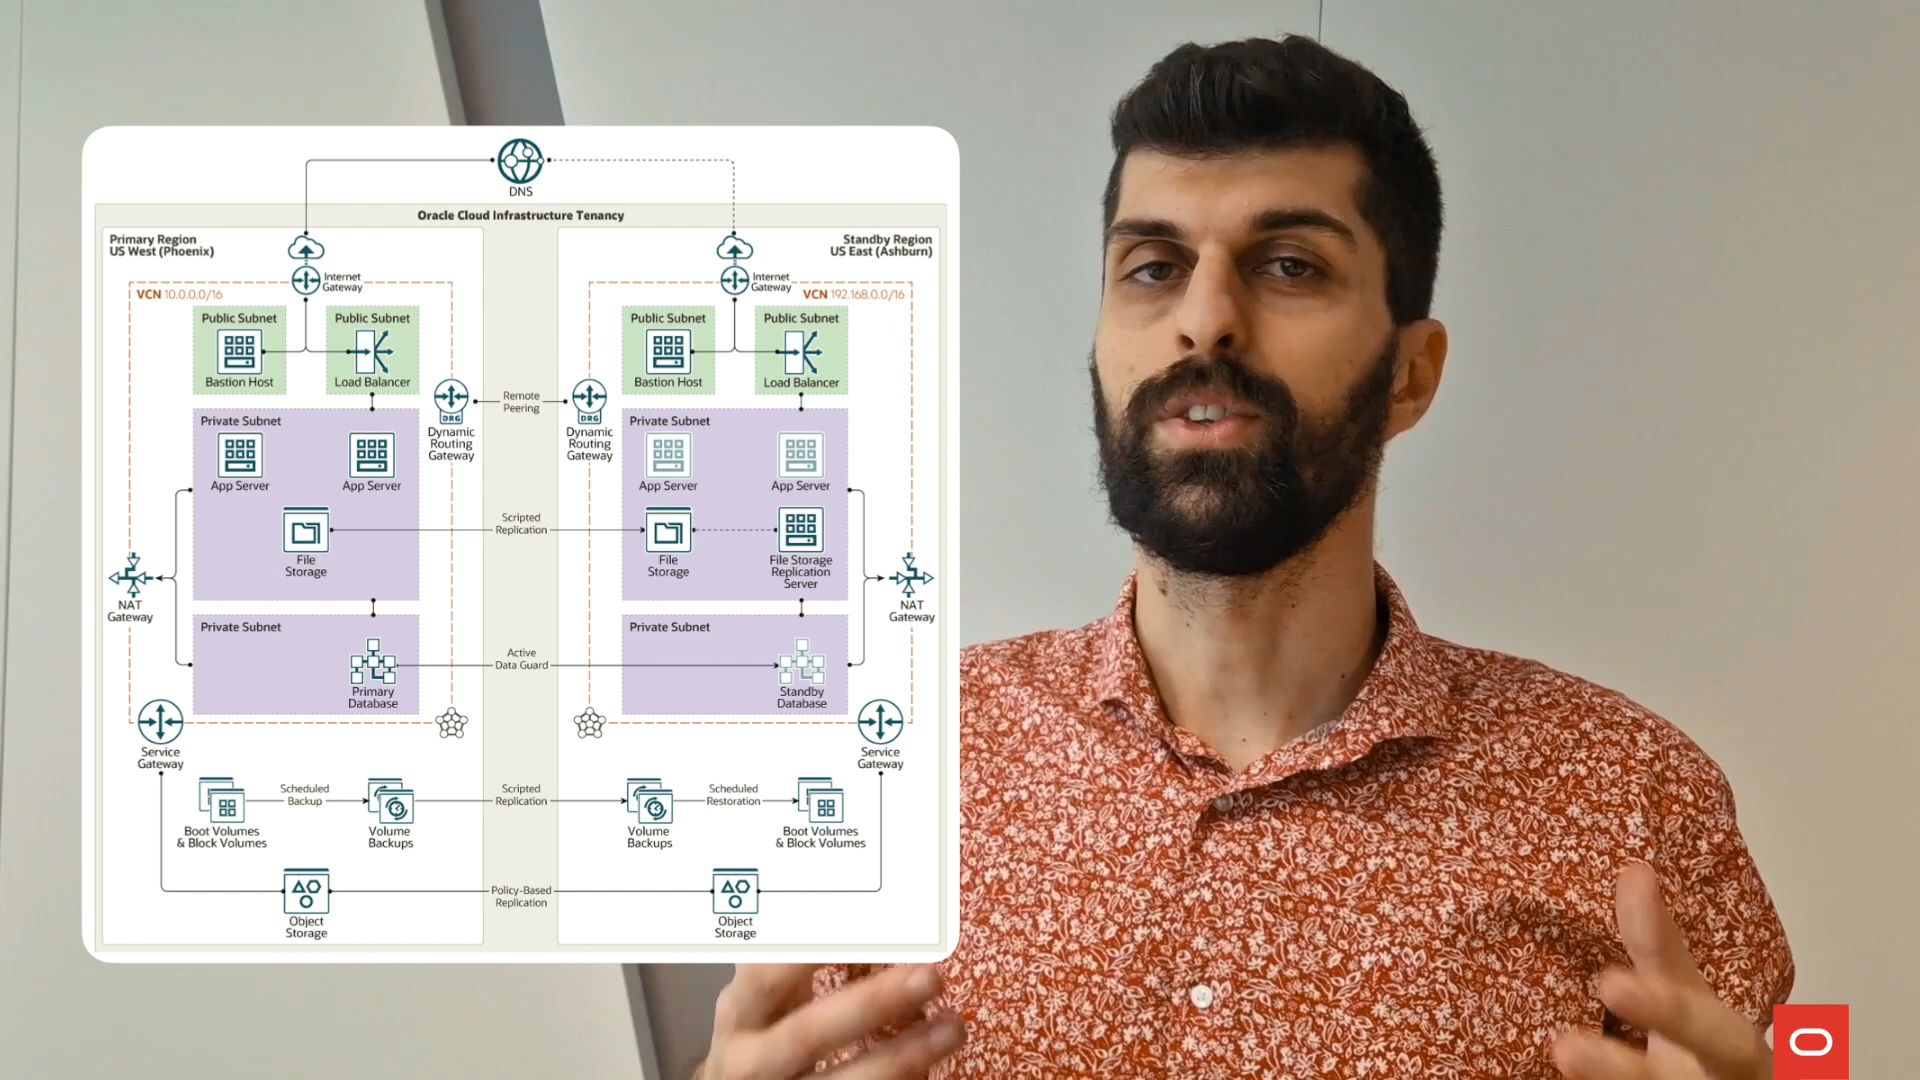 DNS
Oracle Cloud Infrastructure Tenancy
Primary Region
US West (Phoenix)
Internet
Gateway
VCN 10.0.0.0/16
Public Subnet
Bastion Host
Public Subnet
Load Balancer
Private Subnet
App Server
App Server
DRG
Dynamic
Routing
Gateway
File
Storage
NAT
Gateway
Private Subnet
Primary
Database
Service
Gateway
Boot Volumes
& Block Volumes
Scheduled
Backup
Volume
Backups
Object
Storage
Remote
Peering
Scripted
Replication
Active
Data Guard
Scripted
Replication
Policy-Based
Replication
Standby Region
US East (Ashburn)
Internet
Gateway
VCN 192.168.0.0/16
Public Subnet
Bastion Host
Public Subnet
Load Balancer
DRG
Dynamic
Routing
Gateway
Private Subnet
App Server
App Server
File
Storage
File Storage
Replication
Server
NAT
Gateway
Private Subnet
Standby
Database
Service
Gateway
Volume
Backups
Scheduled
Restoration
Boot Volumes
& Block Volumes
Object
Storage